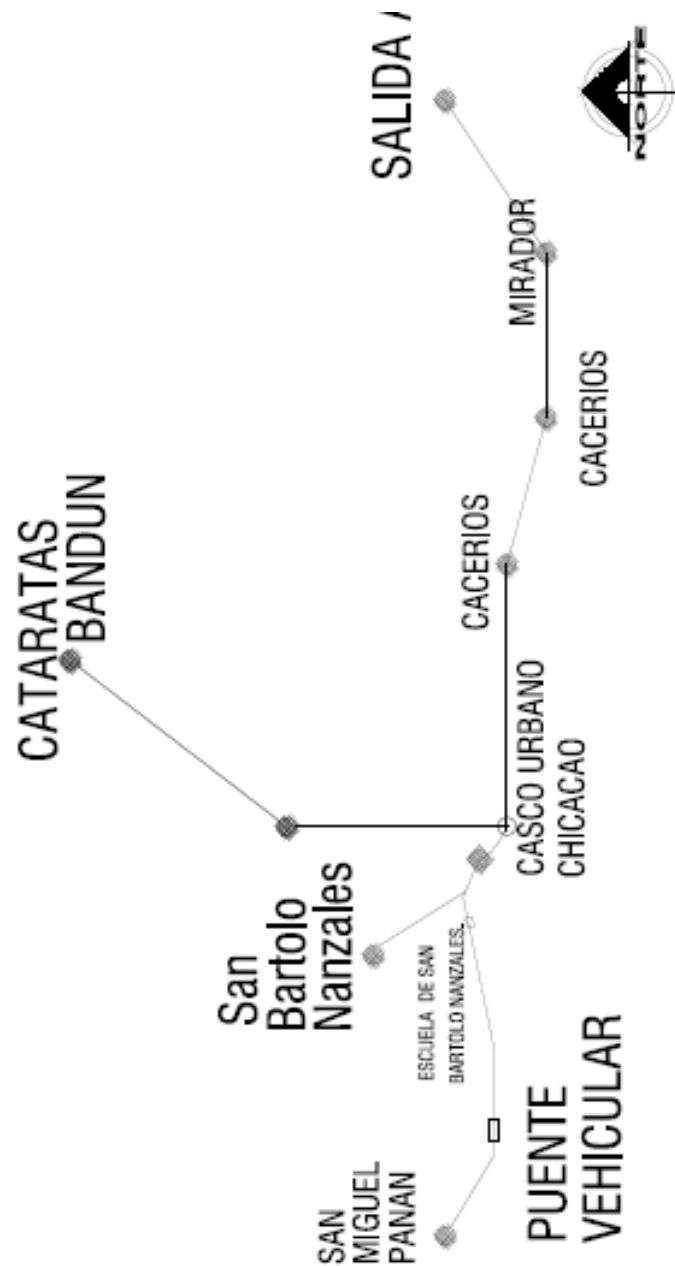 SALIDA A
NORTE
MIRADOR
CACERIOS
CACERIOS
CATARATAS
BANDUN
CASCO URBANO
CHICACAO
San
Bartolo
Nanzales
ESCUELA DE SAN
BARTOLO NANZALES
PUENTE
VEHICULAR
SAN
MIGUEL
PANAN